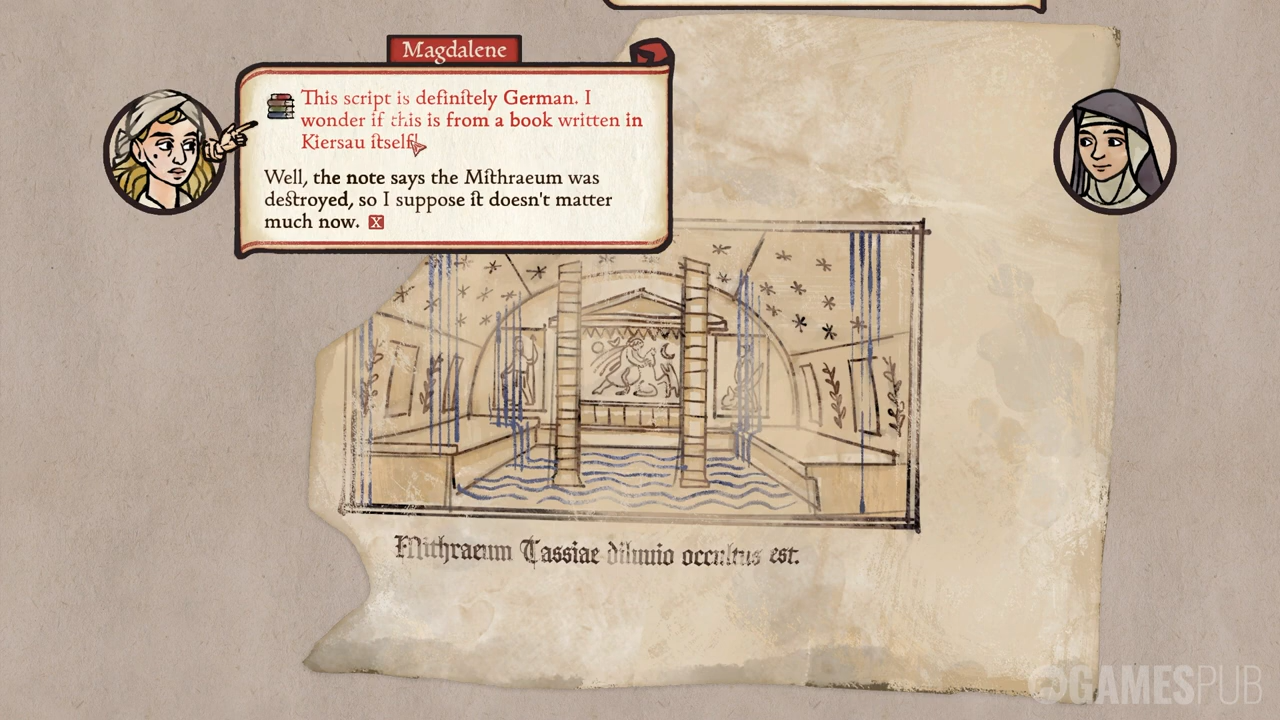 Magdalene
This script is definitely German. I
wonder if this is from a book written in
Kiersau itself.
Well, the note says the Mithraeum was
destroyed, so I suppose it doesn't matter
much now. X
Mithraeum Tassiae diluuio occultus est.
GAMESPUB